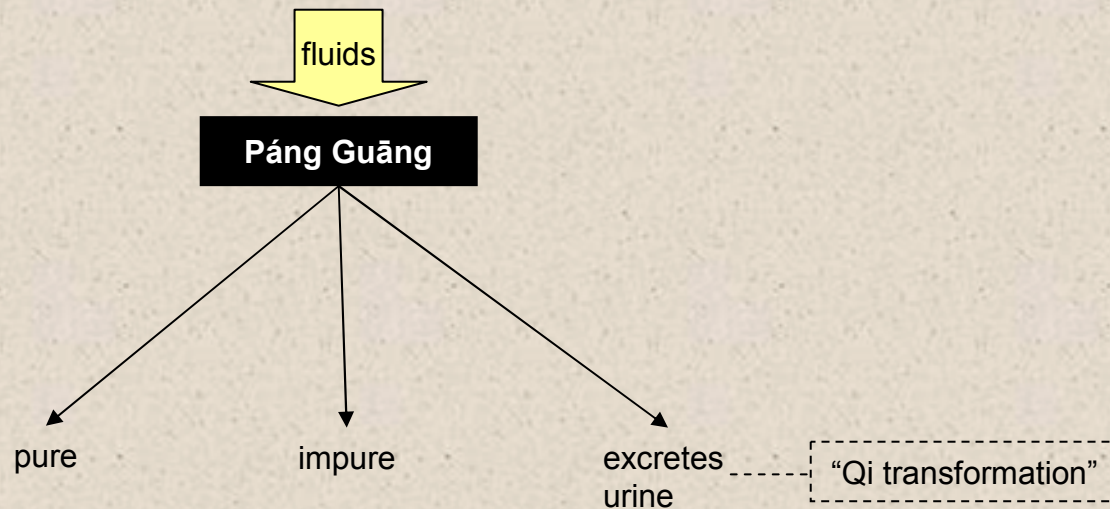 fluids
Páng Guāng
pure
impure
excretes
urine
“Qi transformation”